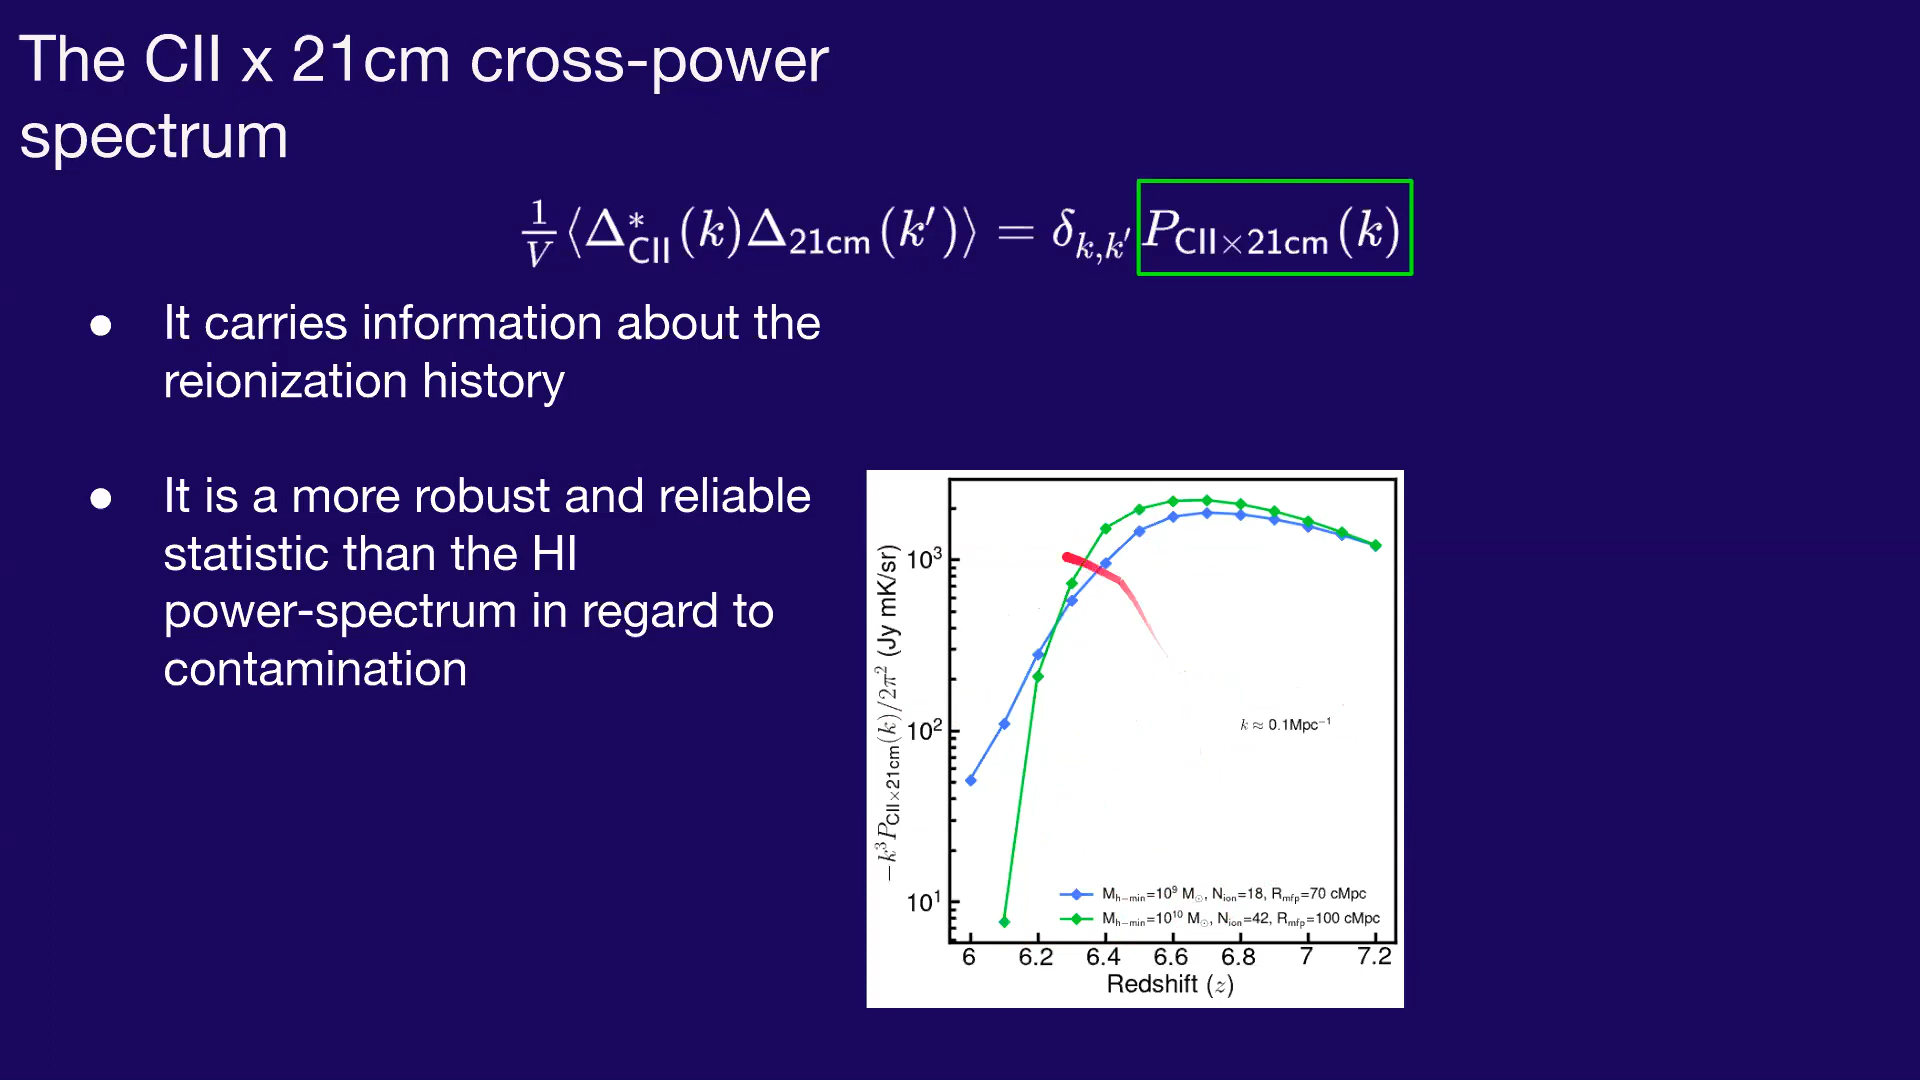 The CII x 21cm cross-power
spectrum
1/V ⟨Δ*CII(k)Δ21cm(k′)⟩ = δk,k′ PCII×21cm(k)
● It carries information about the
reionization history
● It is a more robust and reliable
statistic than the HI
power-spectrum in regard to
contamination
−k³PCII×21cm(k)/2π² (Jy mK/sr)
10³
10²
10¹
k ≈ 0.1Mpc⁻¹
Mh−min=10⁹ M⊙, Nion=18, Rmfp=70 cMpc
Mh−min=10¹⁰ M⊙, Nion=42, Rmfp=100 cMpc
6 6.2 6.4 6.6 6.8 7 7.2
Redshift (z)